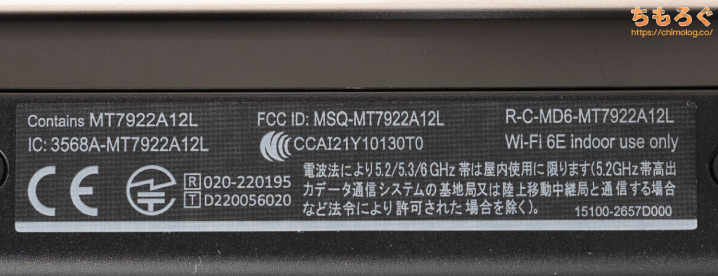 ちもろぐ
https://chimolog.co/
Contains MT7922A12L
IC: 3568A-MT7922A12L
FCC ID: MSQ-MT7922A12L
CCAI21Y10130T0
R-C-MD6-MT7922A12L
Wi-Fi 6E indoor use only
CE
R 020-220195
T D220056020
電波法により5.2/5.3/6GHz帯は屋内使用に限ります(5.2GHz帯高出
力データ通信システムの基地局又は陸上移動中継局と通信する場合
など法令により許可された場合を除く)。
15100-2657D000